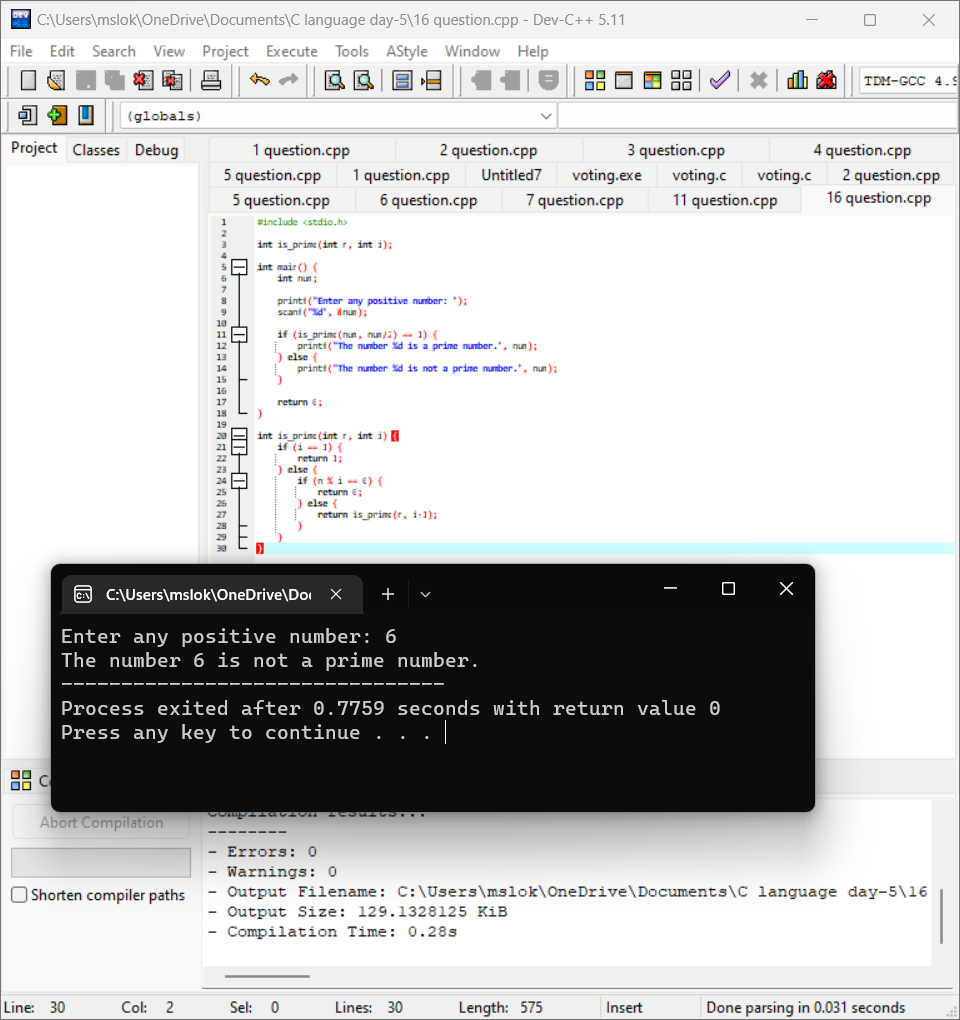 C:\Users\mslok\OneDrive\Documents\C language day-5\16 question.cpp - Dev-C++ 5.11
File Edit Search View Project Execute Tools AStyle Window Help
TDM-GCC 4.9
(globals)
Project Classes Debug
1 question.cpp 2 question.cpp 3 question.cpp 4 question.cpp
5 question.cpp 1 question.cpp Untitled7 voting.exe voting.c voting.c 2 question.cpp
5 question.cpp 6 question.cpp 7 question.cpp 11 question.cpp 16 question.cpp
1 #include <stdio.h>
2
3 int is_prime(int n, int i);
4
5 int main() {
6 int num;
7
8 printf("Enter any positive number: ");
9 scanf("%d", &num);
10
11 if (is_prime(num, num/2) == 1) {
12 printf("The number %d is a prime number.", num);
13 } else {
14 printf("The number %d is not a prime number.", num);
15 }
16
17 return 0;
18 }
19
20 int is_prime(int n, int i) {
21 if (i == 1) {
22 return 1;
23 } else {
24 if (n % i == 0) {
25 return 0;
26 } else {
27 return is_prime(n, i-1);
28 }
29 }
30 }
C:\Users\mslok\OneDrive\Doc
Enter any positive number: 6
The number 6 is not a prime number.
--------------------------------
Process exited after 0.7759 seconds with return value 0
Press any key to continue . . .
Abort Compilation
Shorten compiler paths
Compilation results...
--------
- Errors: 0
- Warnings: 0
- Output Filename: C:\Users\mslok\OneDrive\Documents\C language day-5\16
- Output Size: 129.1328125 KiB
- Compilation Time: 0.28s
Line: 30 Col: 2 Sel: 0 Lines: 30 Length: 575 Insert Done parsing in 0.031 seconds